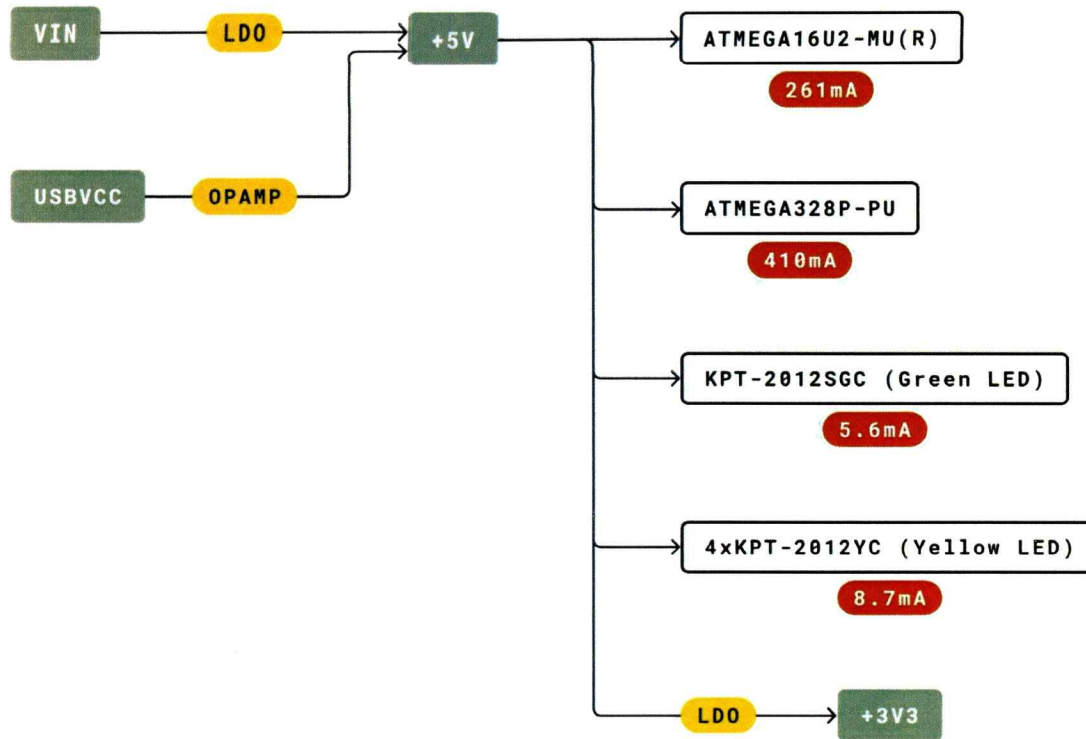 VIN
LDO
+5V
ATMEGA16U2-MU(R)
261mA
USBVCC
OPAMP
ATMEGA328P-PU
410mA
KPT-2012SGC (Green LED)
5.6mA
4xKPT-2012YC (Yellow LED)
8.7mA
LDO
+3V3